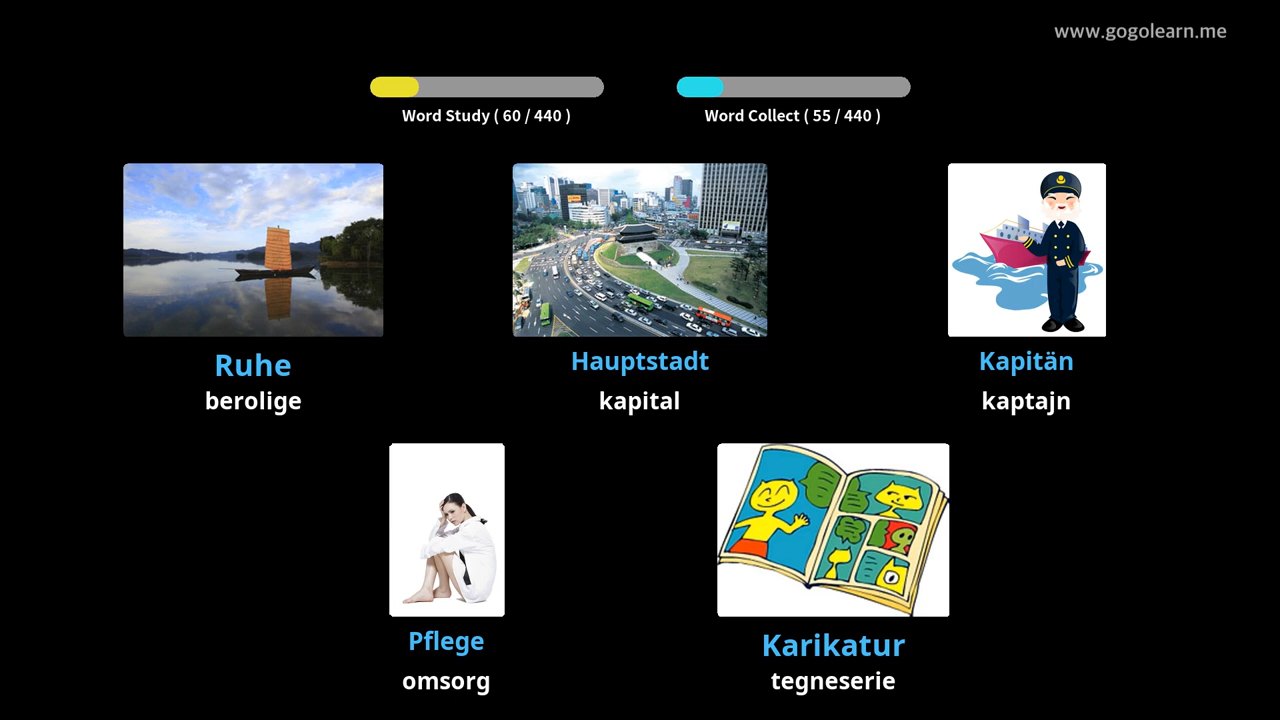 www.gogolearn.me
Word Study ( 60 / 440 )
Word Collect ( 55 / 440 )
Ruhe
berolige
Hauptstadt
kapital
Kapitän
kaptajn
Pflege
omsorg
Karikatur
tegneserie